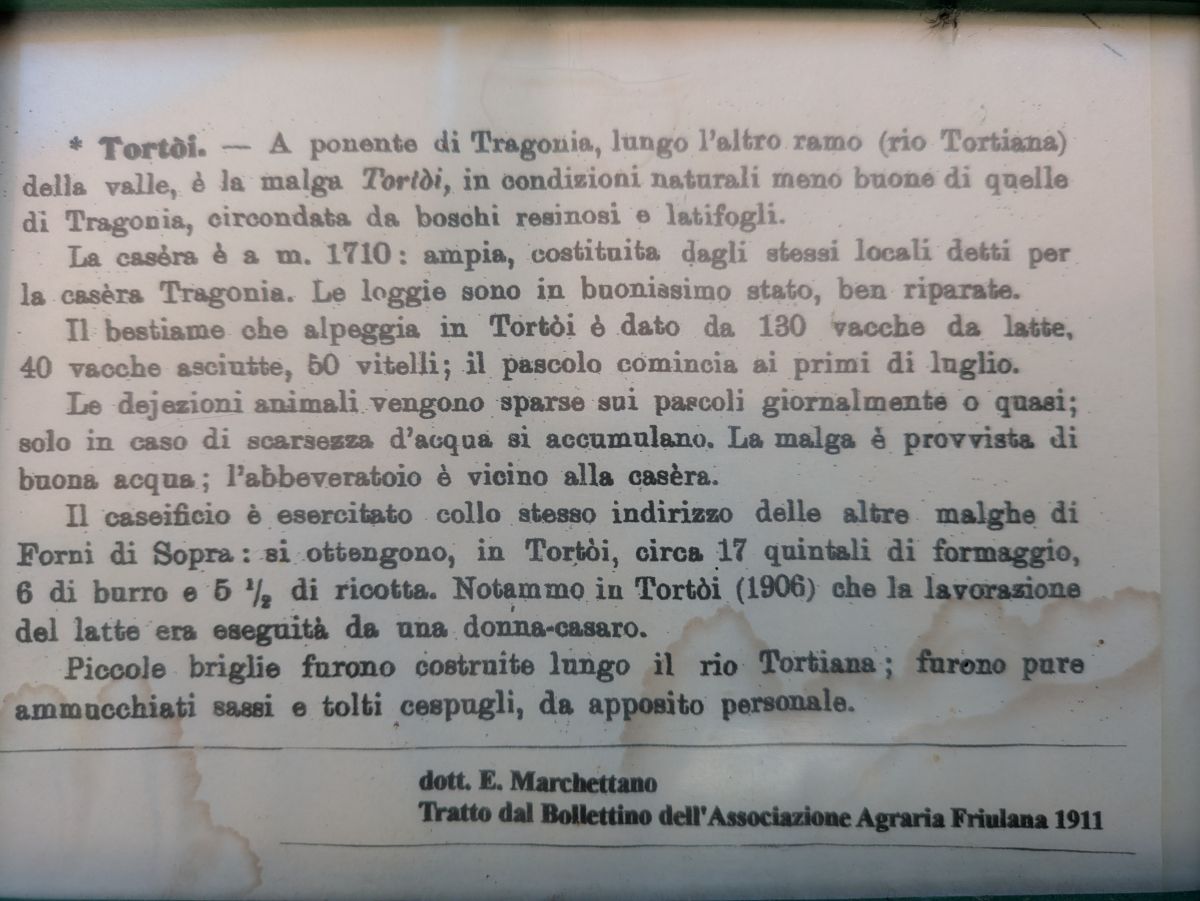 * Tortòi. — A ponente di Tragonia, lungo l'altro ramo (rio Tortiana)
della valle, è la malga Tortòi, in condizioni naturali meno buone di quelle
di Tragonia, circondata da boschi resinosi e latifogli.
La casèra è a m. 1710 : ampia, costituita dagli stessi locali detti per
la casèra Tragonia. Le loggie sono in buonissimo stato, ben riparate.
Il bestiame che alpeggia in Tortòi è dato da 130 vacche da latte,
40 vacche asciutte, 50 vitelli; il pascolo comincia ai primi di luglio.
Le dejezioni animali vengono sparse sui pascoli giornalmente o quasi;
solo in caso di scarsezza d'acqua si accumulano. La malga è provvista di
buona acqua; l'abbeveratoio è vicino alla casèra.
Il caseificio è esercitato collo stesso indirizzo delle altre malghe di
Forni di Sopra : si ottengono, in Tortòi, circa 17 quintali di formaggio,
6 di burro e 5 ½ di ricotta. Notammo in Tortòi (1906) che la lavorazione
del latte era eseguità da una donna-casaro.
Piccole briglie furono costruite lungo il rio Tortiana; furono pure
ammucchiati sassi e tolti cespugli, da apposito personale.
dott. E. Marchettano
Tratto dal Bollettino dell'Associazione Agraria Friulana 1911